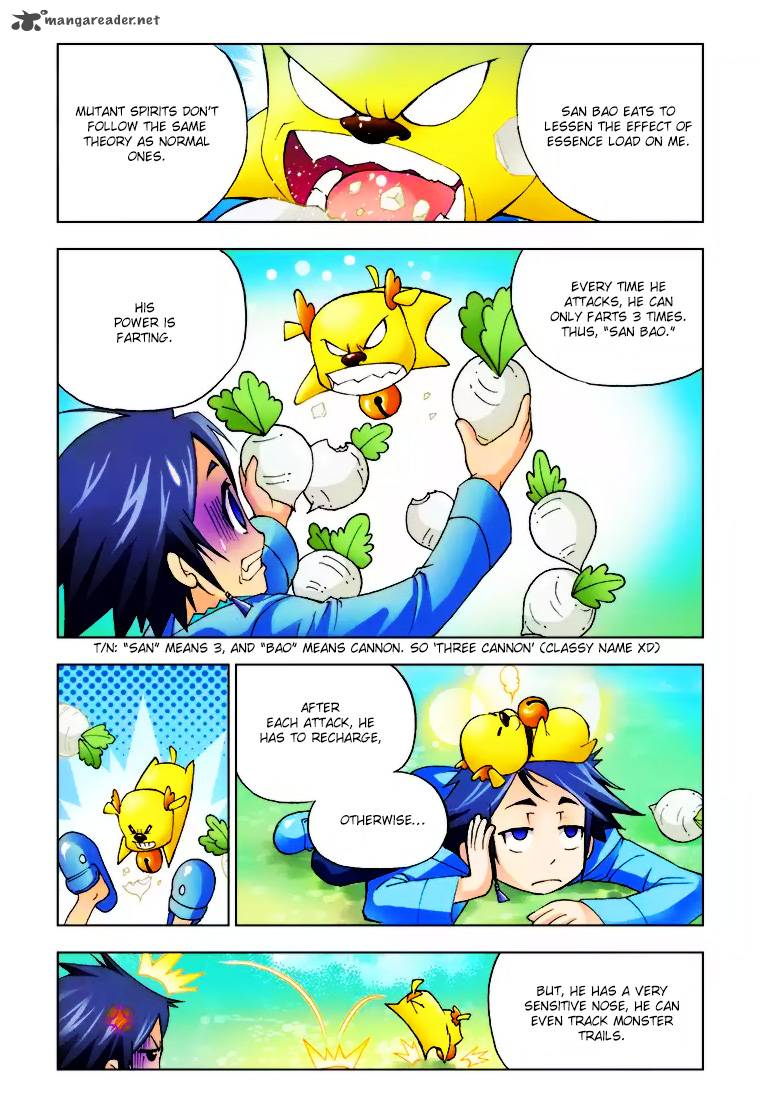 mangareader.net
MUTANT SPIRITS DON'T
FOLLOW THE SAME
THEORY AS NORMAL
ONES.
SAN BAO EATS TO
LESSEN THE EFFECT OF
ESSENCE LOAD ON ME.
HIS
POWER IS
FARTING.
EVERY TIME HE
ATTACKS, HE CAN
ONLY FARTS 3 TIMES.
THUS, "SAN BAO."
T/N: "SAN" MEANS 3, AND "BAO" MEANS CANNON. SO 'THREE CANNON' (CLASSY NAME XD)
AFTER
EACH ATTACK, HE
HAS TO RECHARGE,
OTHERWISE...
BUT, HE HAS A VERY
SENSITIVE NOSE, HE CAN
EVEN TRACK MONSTER
TRAILS.